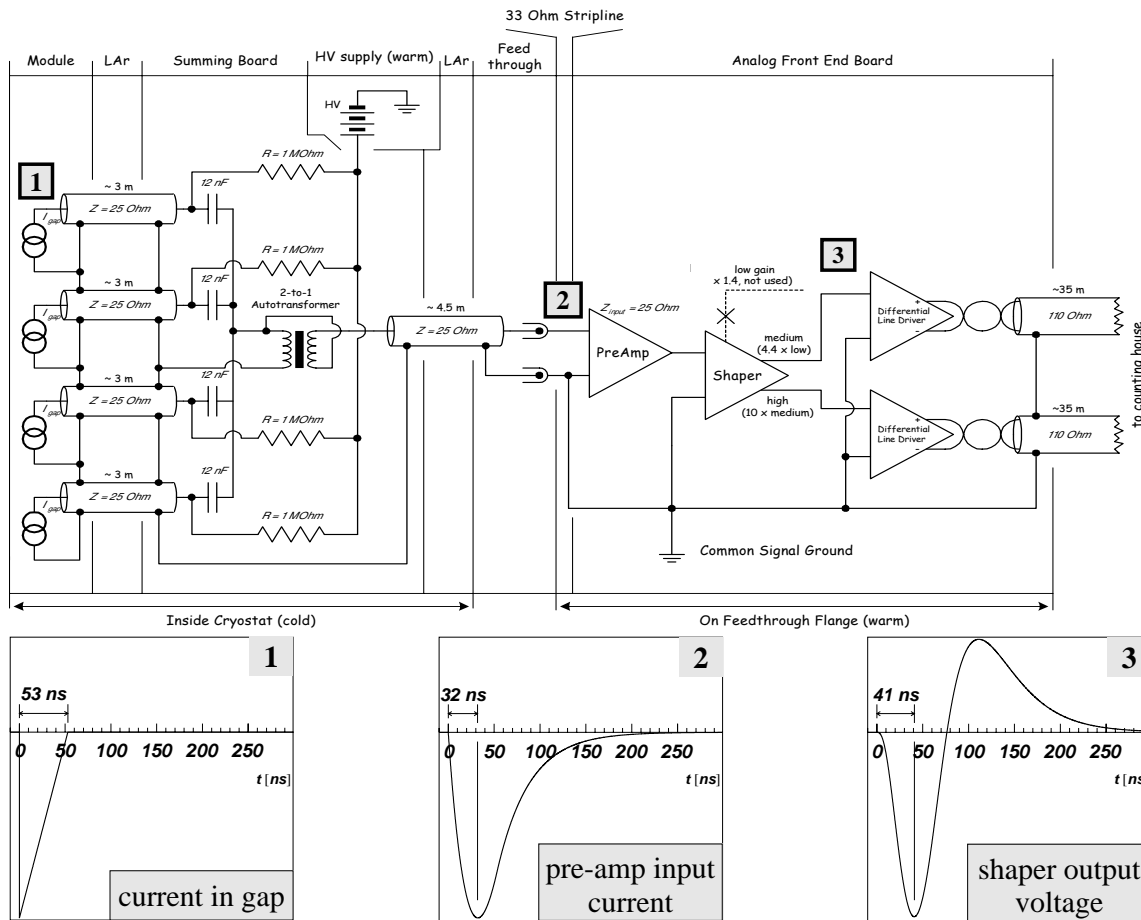 33 Ohm Stripline
Module
LAr
Summing Board
HV supply (warm)
LAr
Feed
through
Analog Front End Board
HV
R = 1 MOhm
1
~ 3 m
12 nF
Z = 25 Ohm
I gap
R = 1 MOhm
~ 3 m
12 nF
Z = 25 Ohm
I gap
2-to-1
Autotransformer
~ 4.5 m
Z = 25 Ohm
2
Z input = 25 Ohm
PreAmp
low gain
x 1.4, not used)
Shaper
medium
(4.4 x low)
high
(10 x medium)
3
+
Differential
Line Driver
-
~35 m
110 Ohm
+
Differential
Line Driver
-
~35 m
110 Ohm
to counting house
~ 3 m
12 nF
Z = 25 Ohm
I gap
R = 1 MOhm
~ 3 m
12 nF
Z = 25 Ohm
I gap
R = 1 MOhm
Common Signal Ground
Inside Cryostat (cold)
On Feedthrough Flange (warm)
1
53 ns
0 50 100 150 200 250
t [ns]
current in gap
2
32 ns
0 50 100 150 200 250
t [ns]
pre-amp input
current
3
41 ns
0 50 100 150 200 250
t [ns
shaper output
voltage